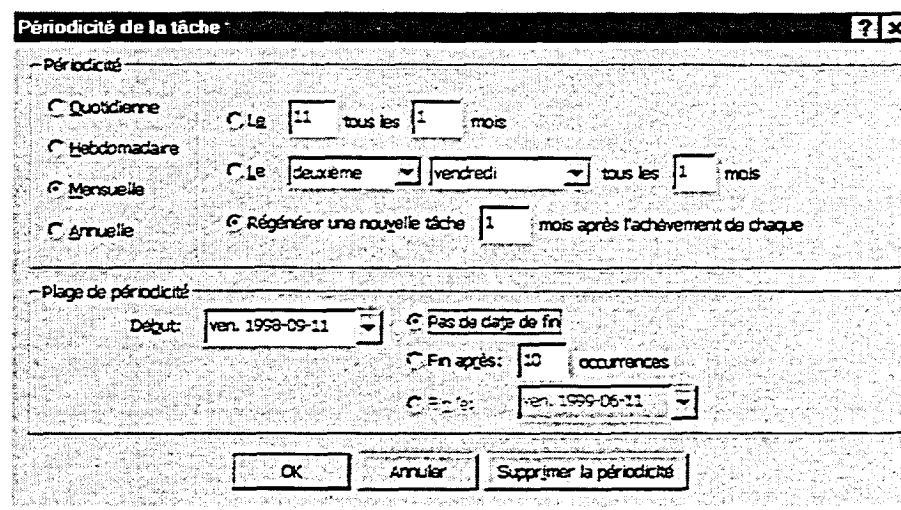 Périodicité de la tâche
Périodicité
Quotidienne
Hebdomadaire
Mensuelle
Annuelle
Le 11 tous les 1 mois
Le deuxième vendredi tous les 1 mois
Régénérer une nouvelle tâche 1 mois après l'achèvement de chaque
Plage de périodicité
Début: ven. 1998-09-11
Pas de date de fin
Fin après: 10 occurrences
ven. 1999-06-11
OK Annuler Supprimer la périodicité